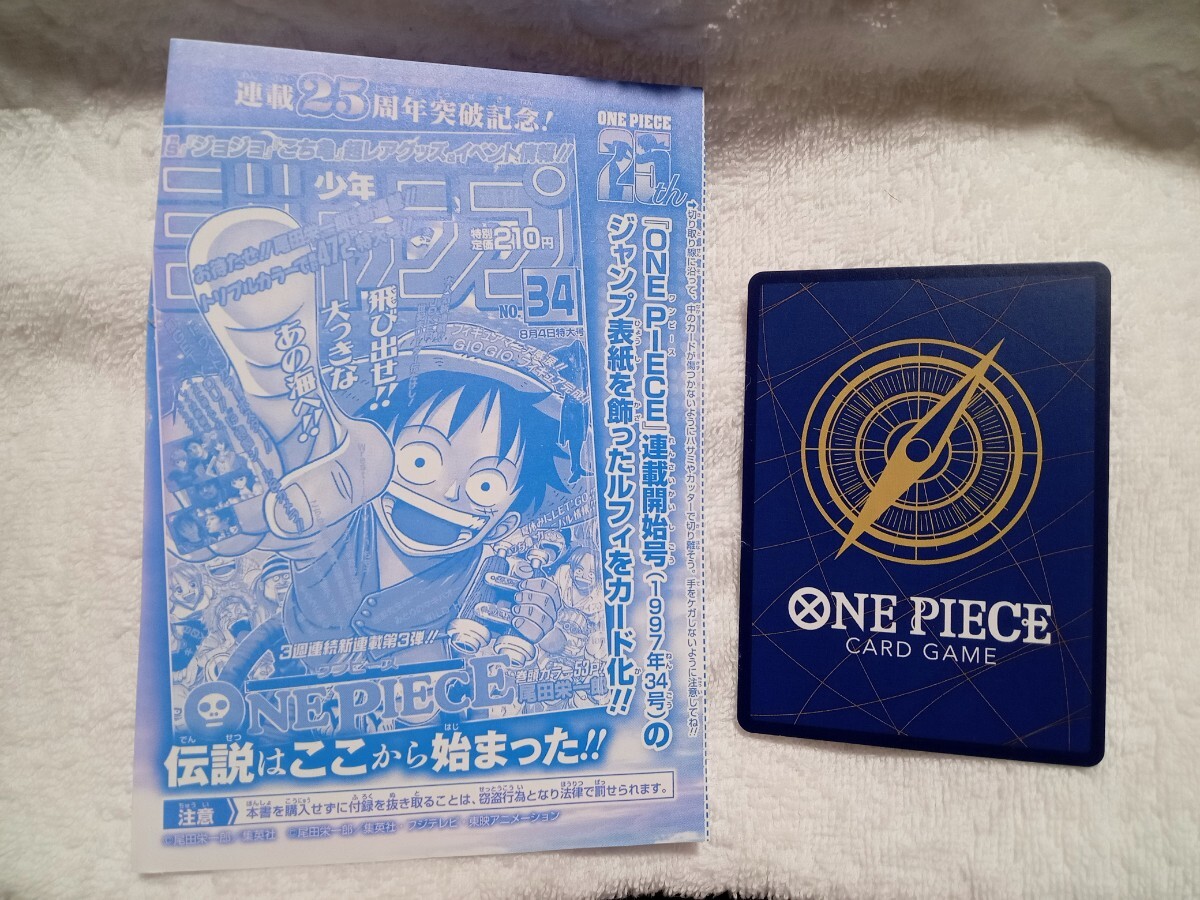 連載25周年突破記念!
『ジョジョ』『こち亀』超レアグッズ&イベント情報!!
少年
ジャンプ
特別定価210円
NO.34
8月4日特大号
飛び出せ!!
大っきな
あの海へ!!
3週連続新連載第3弾!!
ONE PIECE
巻頭カラー53P
尾田栄一郎
伝説はここから始まった!!
ONE PIECE
25th
『ONE PIECE』連載開始号(1997年34号)の
ジャンプ表紙を飾ったルフィをカード化!!
➡切り取り線に沿って、中のカードが傷つかないようにハサミやカッターで切り離そう。手をケガしないように注意してね!!
注意
本書を購入せずに付録を抜き取ることは、窃盗行為となり法律で罰せられます。
©尾田栄一郎/集英社 ©尾田栄一郎/集英社・フジテレビ・東映アニメーション
ONE PIECE
CARD GAME